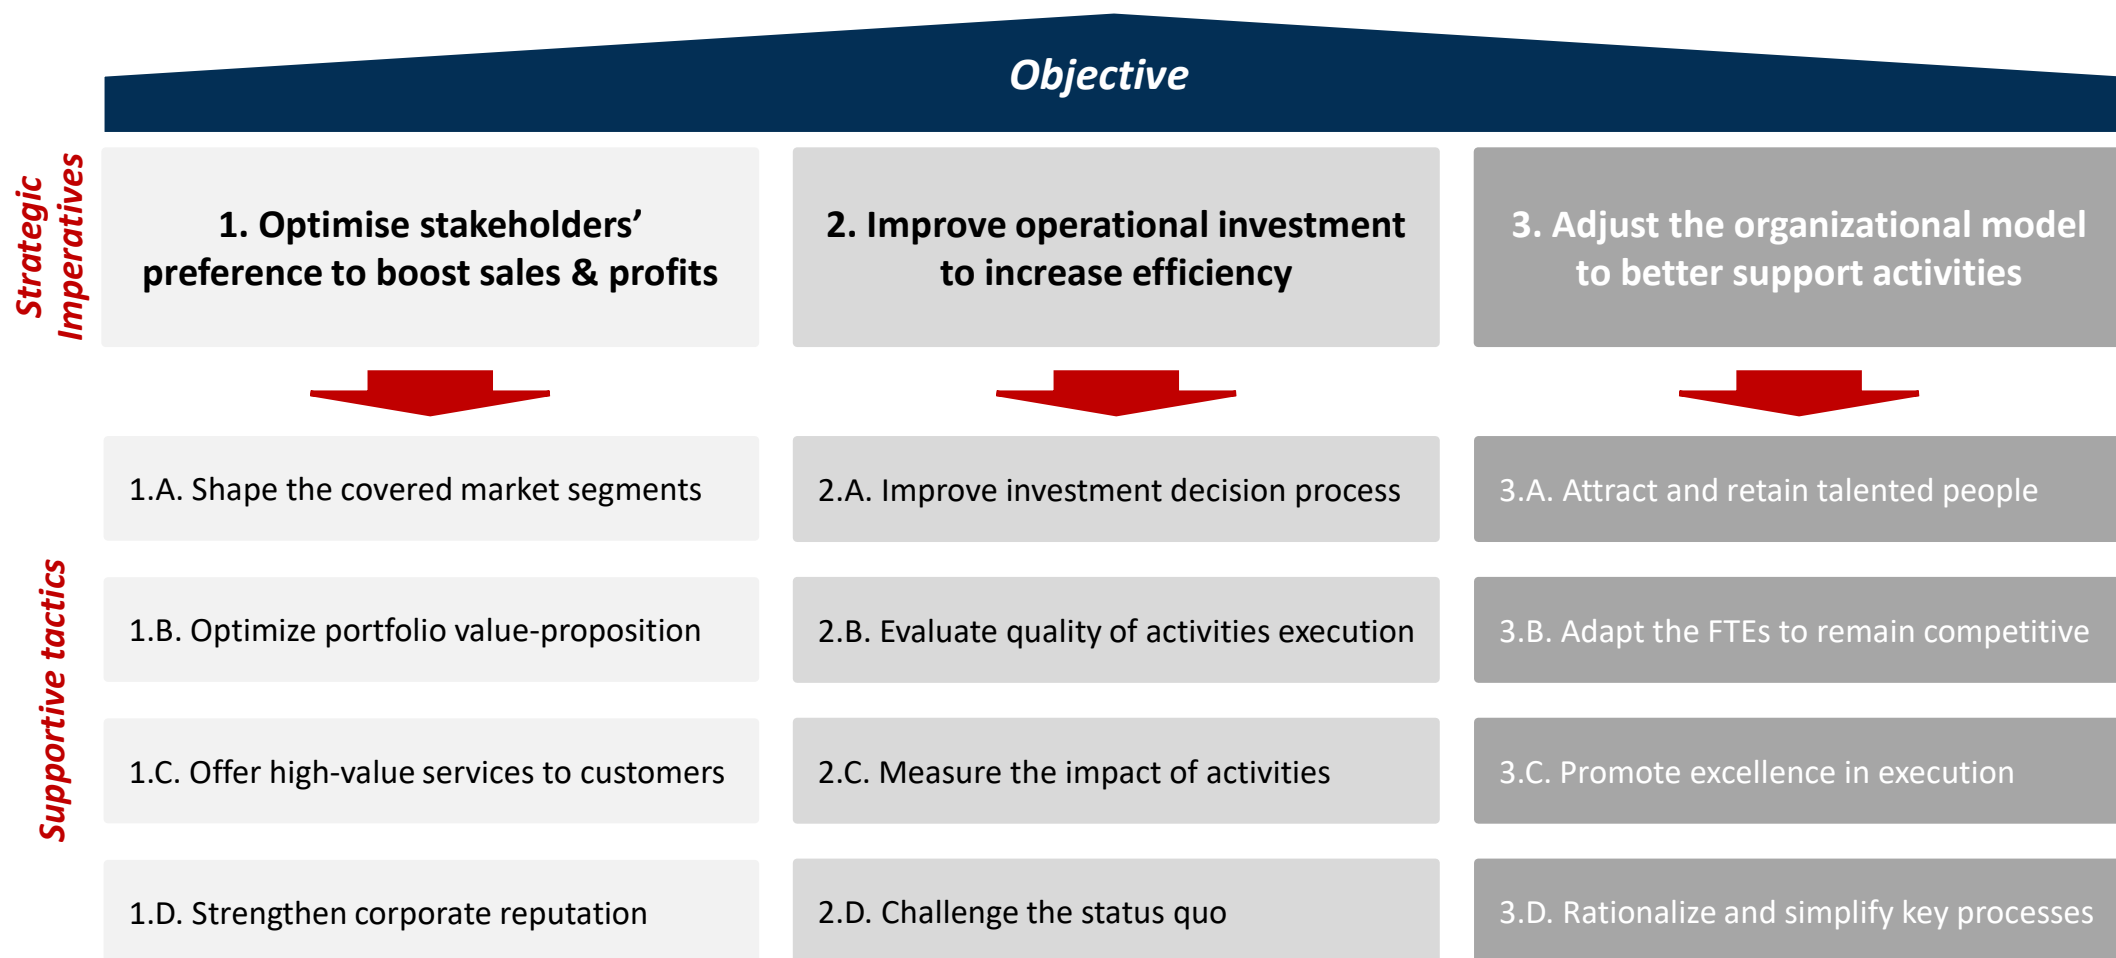 Objective
Strategic
Imperatives
1. Optimise stakeholders’
preference to boost sales & profits
2. Improve operational investment
to increase efficiency
3. Adjust the organizational model
to better support activities
Supportive tactics
1.A. Shape the covered market segments
2.A. Improve investment decision process
3.A. Attract and retain talented people
1.B. Optimize portfolio value-proposition
2.B. Evaluate quality of activities execution
3.B. Adapt the FTEs to remain competitive
1.C. Offer high-value services to customers
2.C. Measure the impact of activities
3.C. Promote excellence in execution
1.D. Strengthen corporate reputation
2.D. Challenge the status quo
3.D. Rationalize and simplify key processes